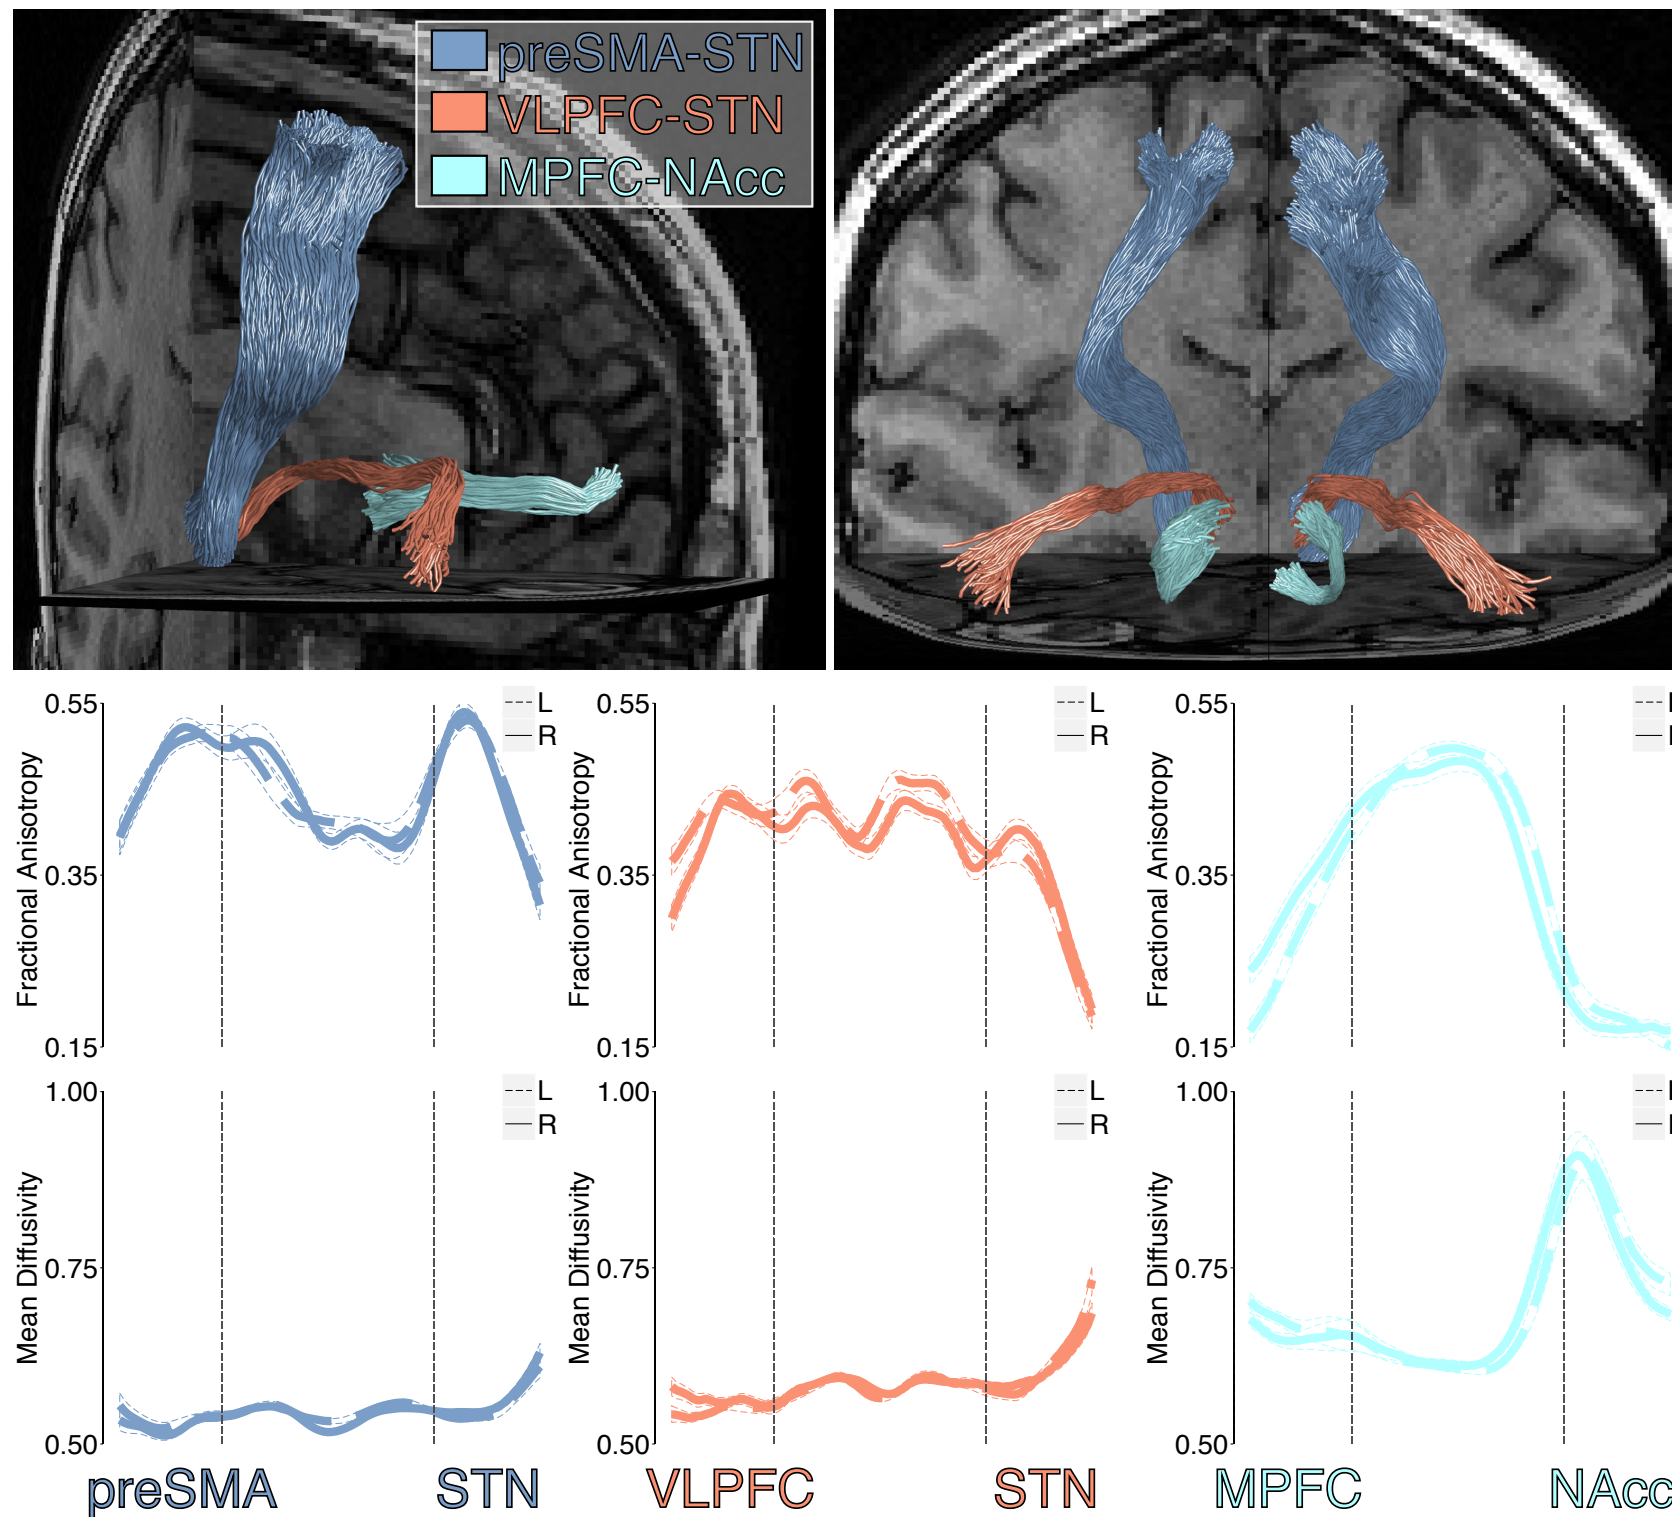 preSMA-STN
VLPFC-STN
MPFC-NAcc
0.55
0.35
0.15
Fractional Anisotropy
L
R
0.55
0.35
0.15
Fractional Anisotropy
L
R
0.55
0.35
0.15
Fractional Anisotropy
1.00
0.75
0.50
Mean Diffusivity
L
R
1.00
0.75
0.50
Mean Diffusivity
L
R
1.00
0.75
0.50
Mean Diffusivity
preSMA STN
VLPFC STN
MPFC NAcc